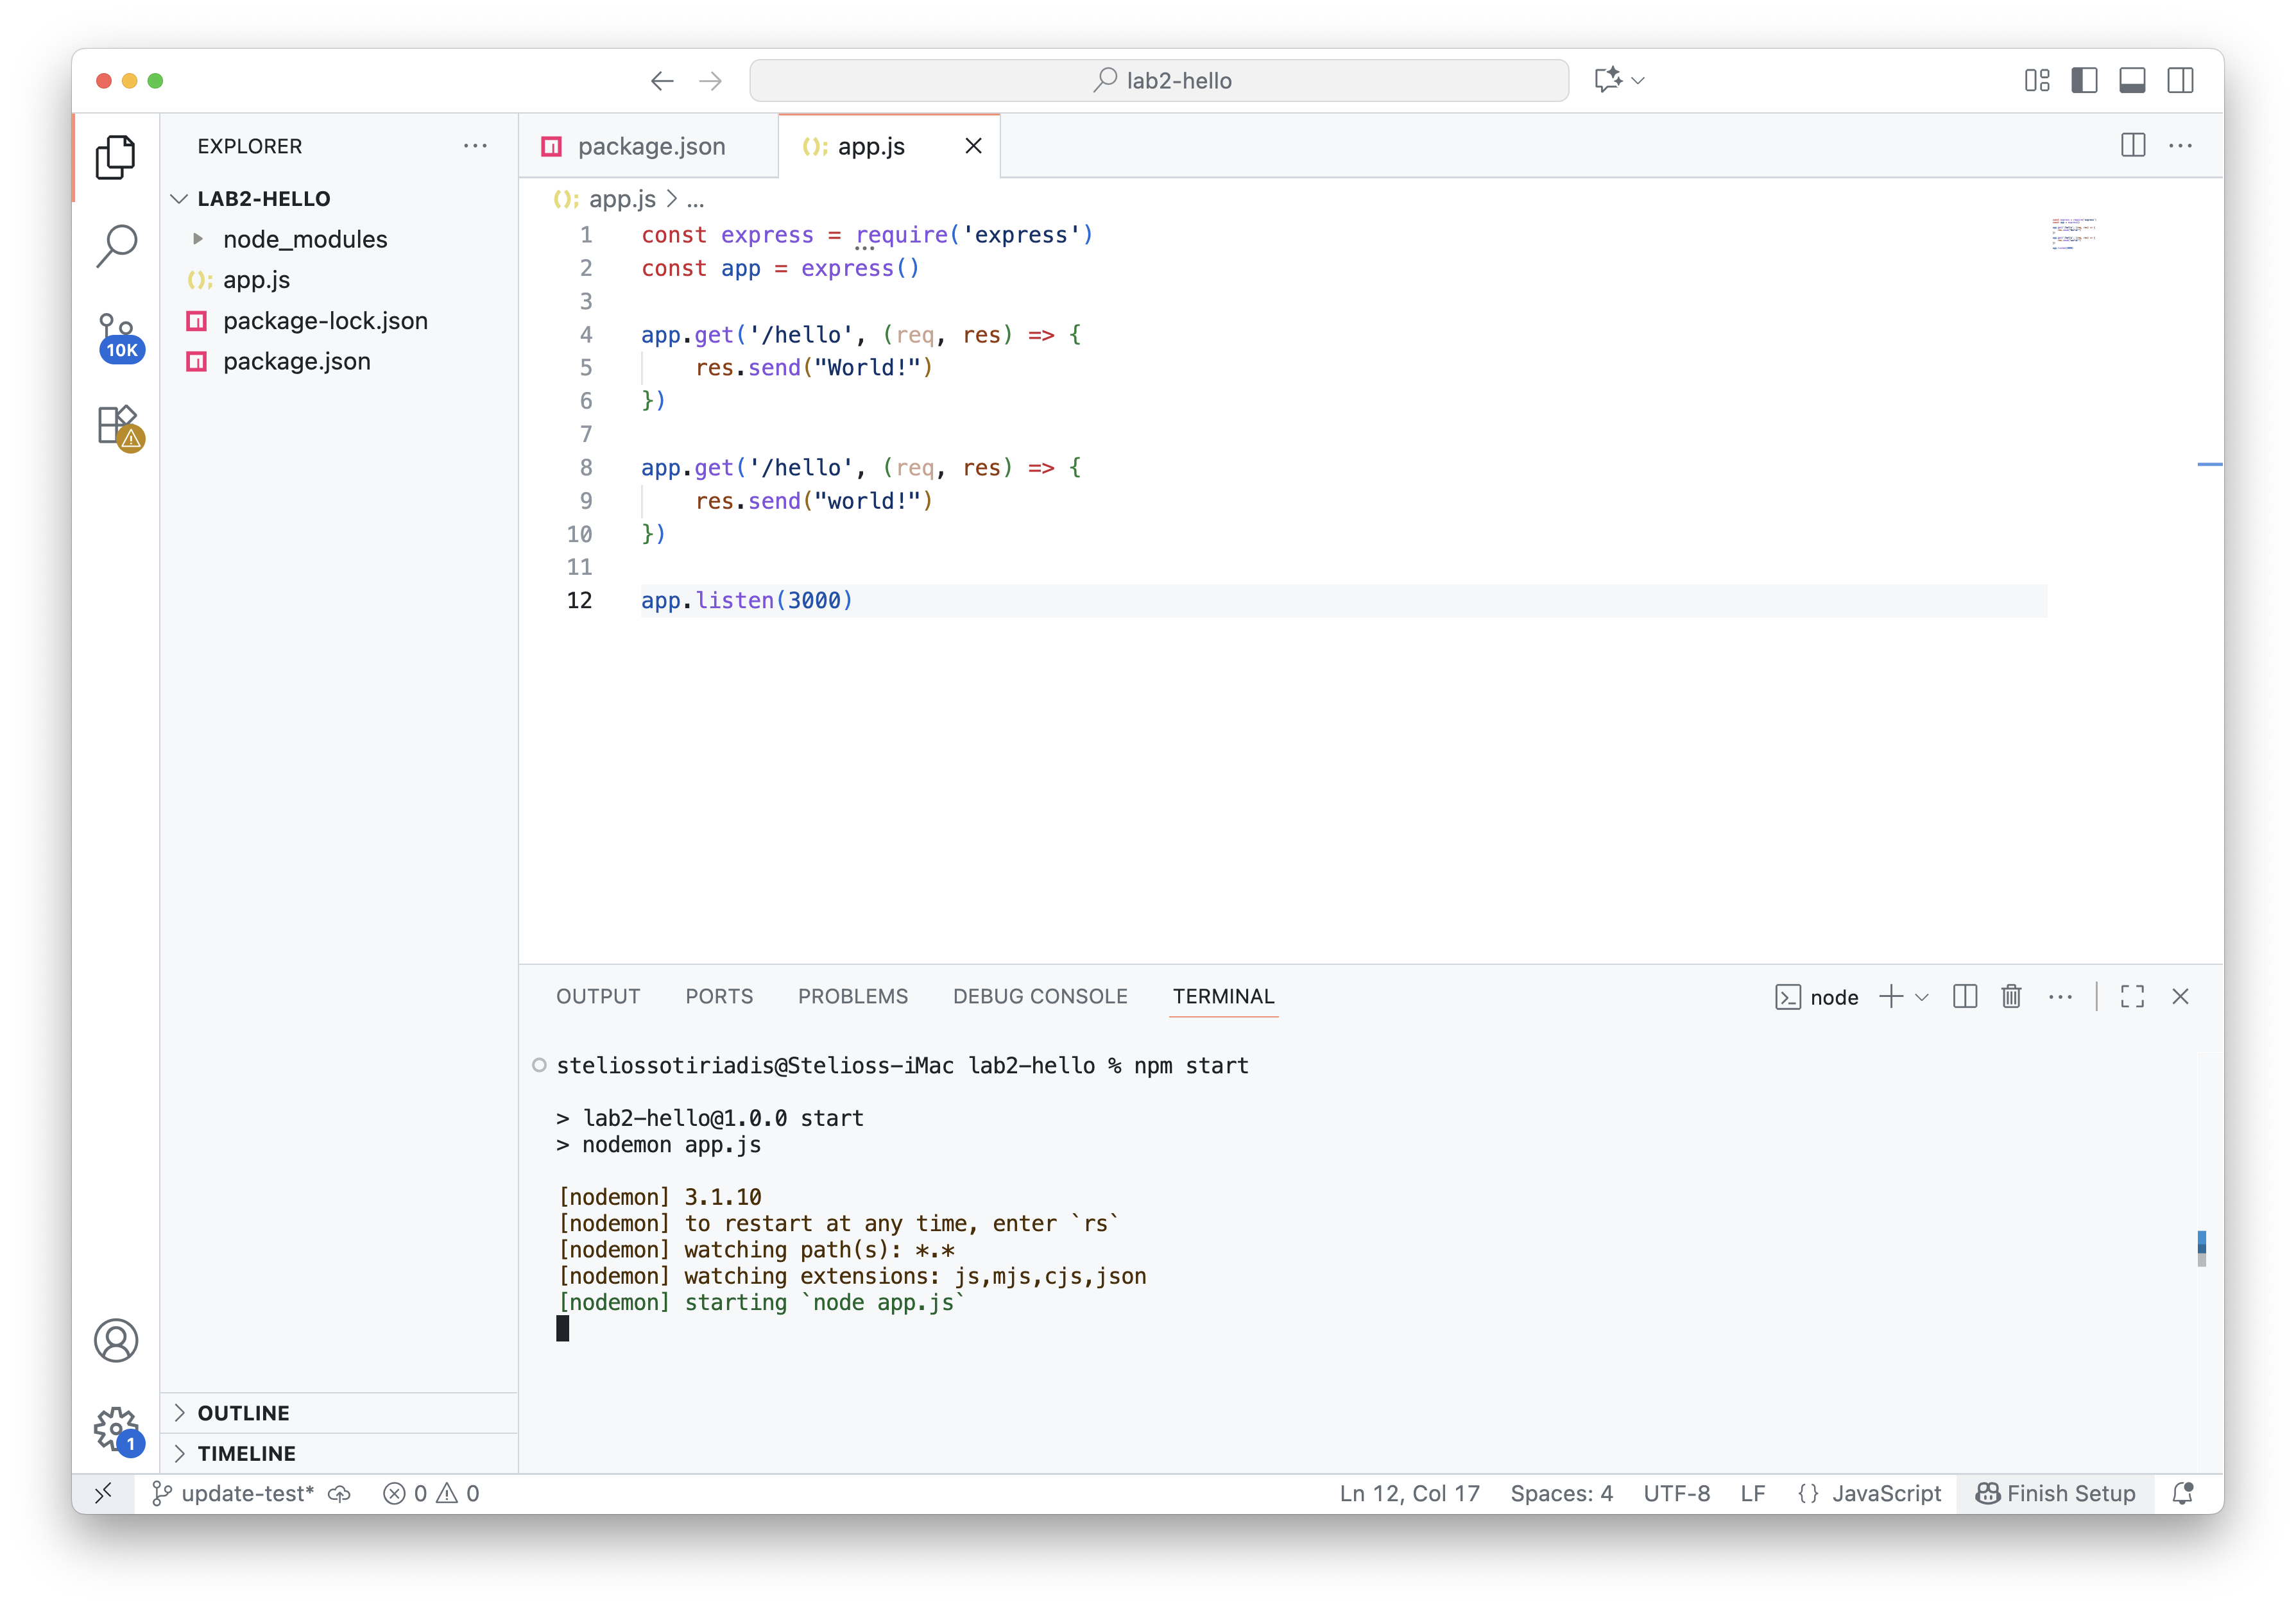 lab2-hello
EXPLORER
LAB2-HELLO
node_modules
app.js
package-lock.json
package.json
10K
OUTLINE
TIMELINE
1
package.json
app.js
app.js > ...
1 const express = require('express')
2 const app = express()
3
4 app.get('/hello', (req, res) => {
5 res.send("World!")
6 })
7
8 app.get('/hello', (req, res) => {
9 res.send("world!")
10 })
11
12 app.listen(3000)
OUTPUT PORTS PROBLEMS DEBUG CONSOLE TERMINAL
node
steliossotiriadis@Stelioss-iMac lab2-hello % npm start
> lab2-hello@1.0.0 start
> nodemon app.js
[nodemon] 3.1.10
[nodemon] to restart at any time, enter `rs`
[nodemon] watching path(s): *.*
[nodemon] watching extensions: js,mjs,cjs,json
[nodemon] starting `node app.js`
update-test* 0 0 Ln 12, Col 17 Spaces: 4 UTF-8 LF {} JavaScript Finish Setup